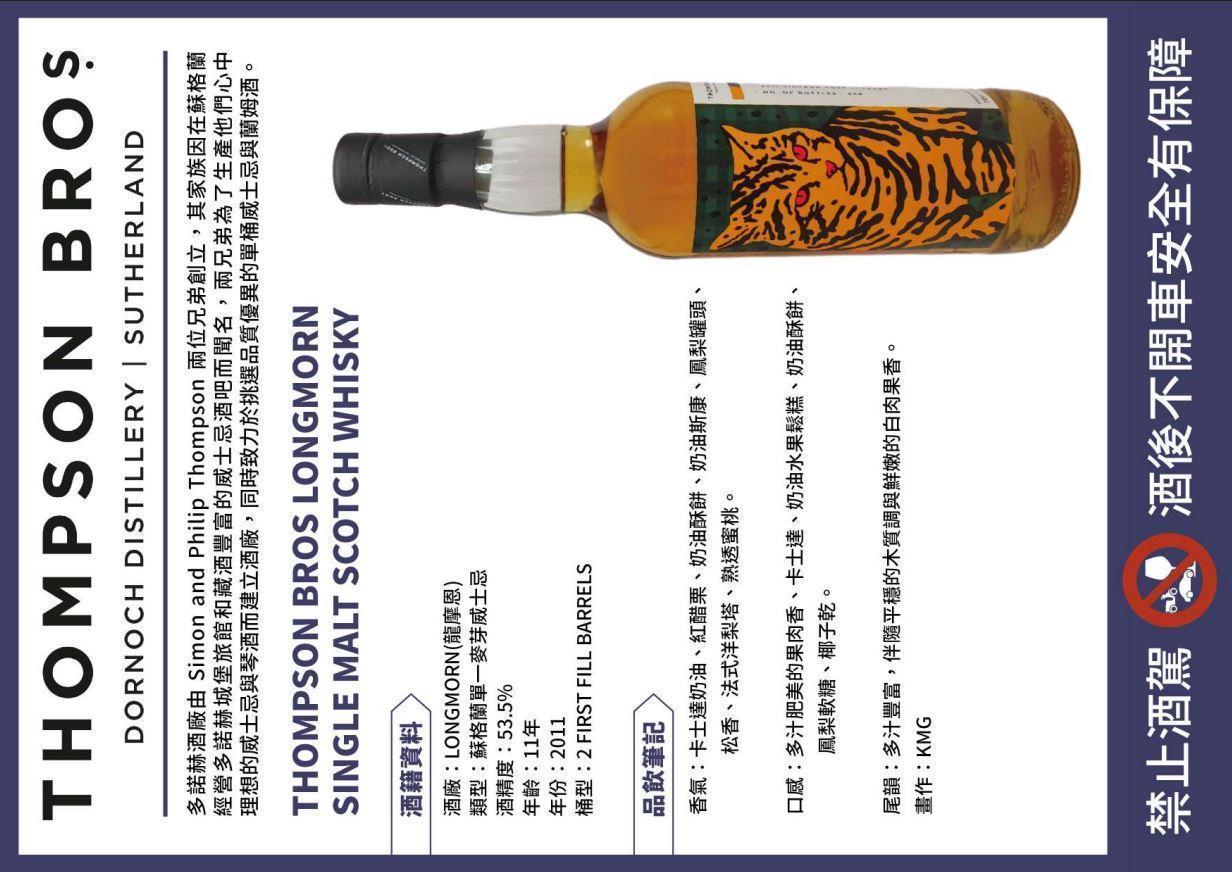 THOMPSON BROS.
DORNOCH DISTILLERY | SUTHERLAND
多諾赫酒廠由 Simon and Philip Thompson 兩位兄弟創立，其家族因在蘇格蘭
經營多諾赫城堡旅館和藏酒豐富的威士忌酒吧而聞名，兩兄弟為了生產他們心中
理想的威士忌與琴酒而建立酒廠，同時致力於挑選品質優異的單桶威士忌與蘭姆酒。
THOMPSON BROS LONGMORN
SINGLE MALT SCOTCH WHISKY
酒籍資料
酒廠：LONGMORN(龍摩恩)
類型：蘇格蘭單一麥芽威士忌
酒精度：53.5%
年齡：11年
年份：2011
桶型：2 FIRST FILL BARRELS
品飲筆記
香氣：卡士達奶油、紅醋栗、奶油酥餅、奶油斯康、鳳梨罐頭、
松香、法式洋梨塔、熟透蜜桃。
口感：多汁肥美的果肉香、卡士達、奶油水果鬆糕、奶油酥餅、
鳳梨軟糖、椰子乾。
尾韻：多汁豐富，伴隨平穩的木質調與鮮嫩的白肉果香。
畫作：KMG
THOMPSON BROS
NO. OF BOTTLES
禁止酒駕 酒後不開車安全有保障